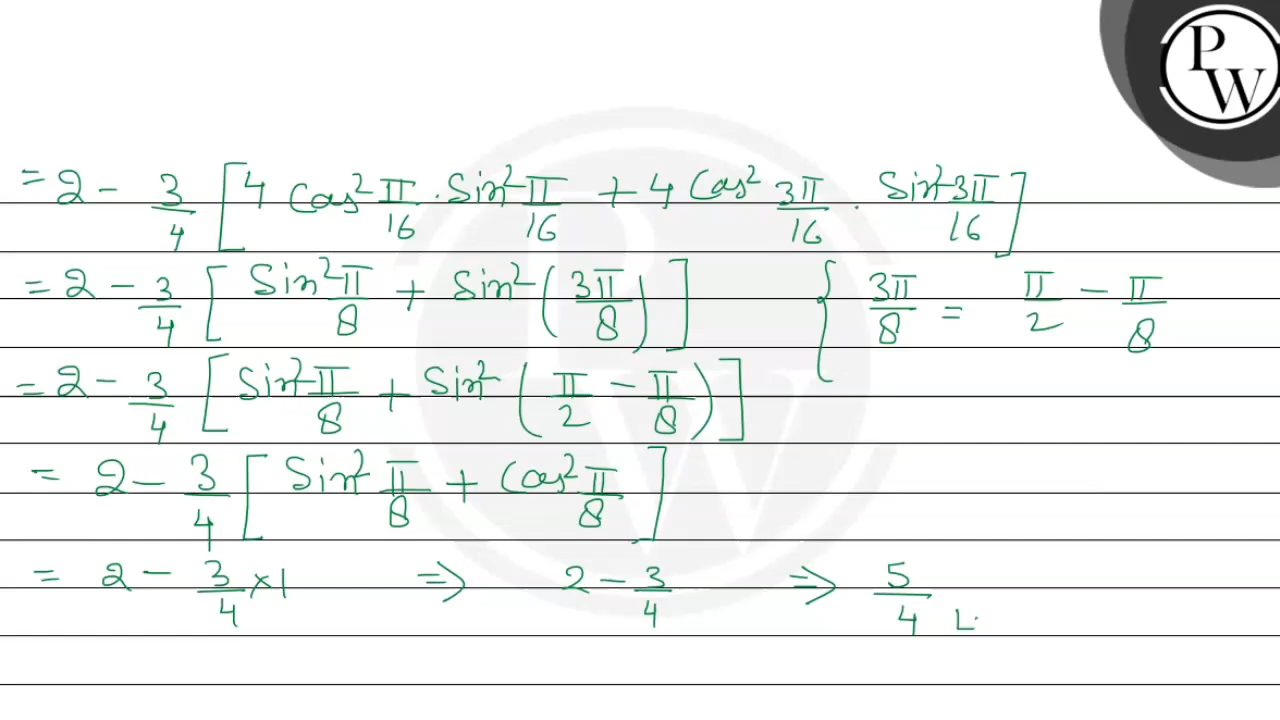 PW
= 2 - 3/4 [4 Cos² π/16 . Sin² π/16 + 4 Cos² 3π/16 . Sin² 3π/16]
= 2 - 3/4 [Sin² π/8 + Sin² (3π/8)] { 3π/8 = π/2 - π/8
= 2 - 3/4 [Sin² π/8 + Sin² (π/2 - π/8)]
= 2 - 3/4 [Sin² π/8 + Cos² π/8]
= 2 - 3/4 ×1 ⇒ 2 - 3/4 ⇒ 5/4